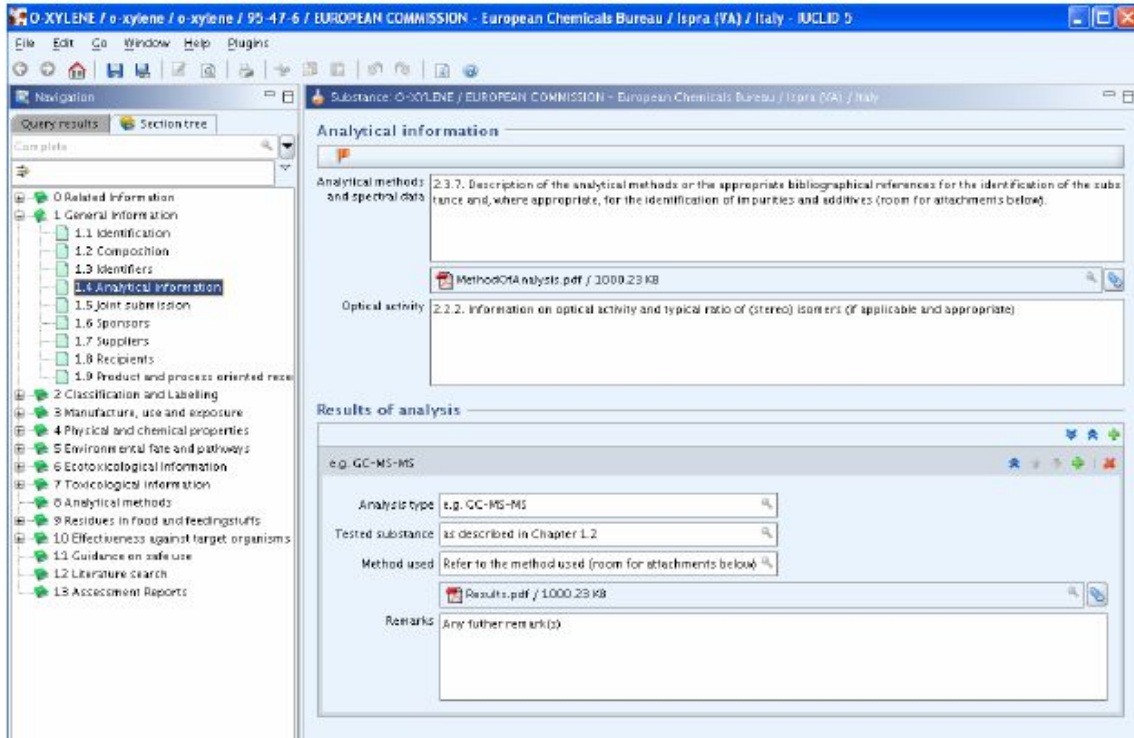 O-XYLENE / o-xylene / o-xylene / 95-47-6 / EUROPEAN COMMISSION - European Chemicals Bureau / Ispra (VA) / Italy - IUCLID 5
File Edit Go Window Help Plugins
Navigation
Query results Section tree
Complete
0 Related Information
1 General Information
1.1 Identification
1.2 Composition
1.3 Identifiers
1.4 Analytical information
1.5 Joint submission
1.6 Sponsors
1.7 Suppliers
1.8 Recipients
1.9 Product and process oriented rese
2 Classification and Labelling
3 Manufacture, use and exposure
4 Physical and chemical properties
5 Environmental fate and pathways
6 Ecotoxicological Information
7 Toxicological information
8 Analytical methods
9 Residues in food and feedingstuffs
10 Effectiveness against target organisms
11 Guidance on safe use
12 Literature search
13 Assessment Reports
Substance: O-XYLENE / EUROPEAN COMMISSION - European Chemicals Bureau / Ispra (VA) / Italy
Analytical information
Analytical methods and spectral data
2.3.7. Description of the analytical methods or the appropriate bibliographical references for the identification of the subs
tance and, where appropriate, for the identification of impurities and additives (room for attachments below).
MethodOfAnalysis.pdf / 1000.23 KB
Optical activity
2.2.2. Information on optical activity and typical ratio of (stereo) isomers (if applicable and appropriate)
Results of analysis
e.g. GC-MS-MS
Analysis type e.g. GC-MS-MS
Tested substance as described in Chapter 1.2
Method used Refer to the method used (room for attachments below)
Results.pdf / 1000.23 KB
Remarks Any futher remark(s)